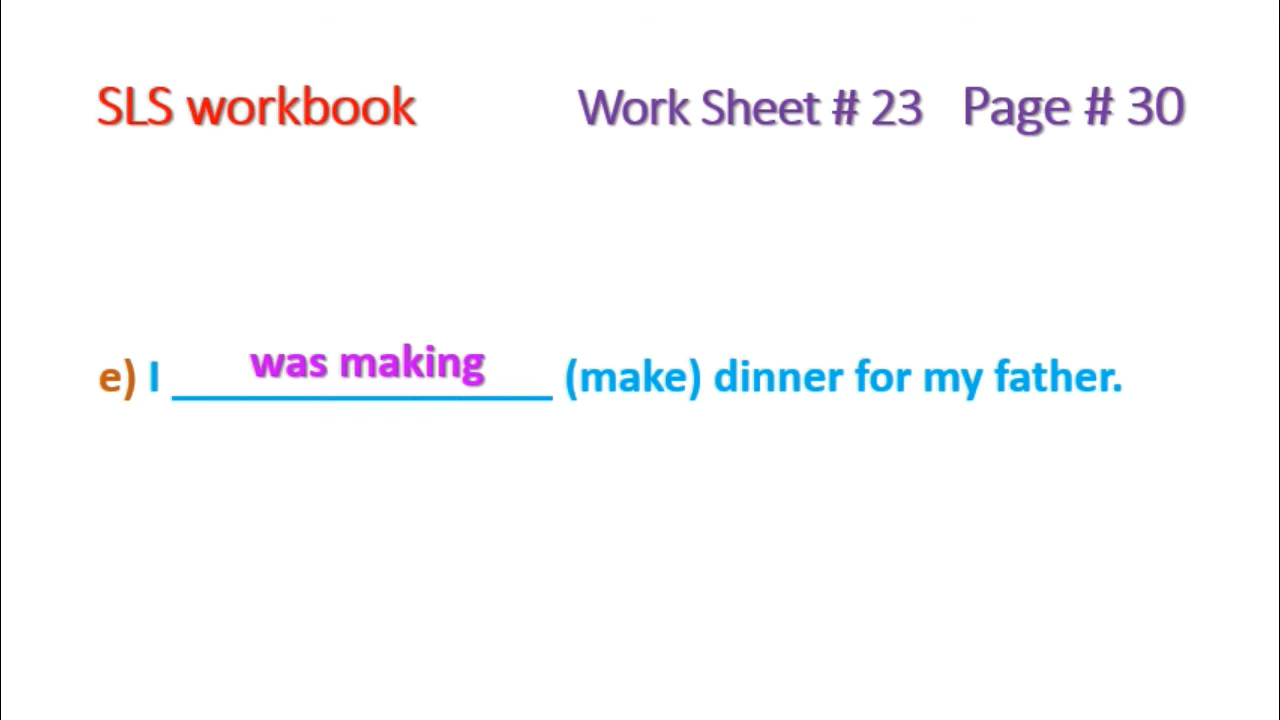 SLS workbook Work Sheet # 23 Page # 30
e) I was making (make) dinner for my father.